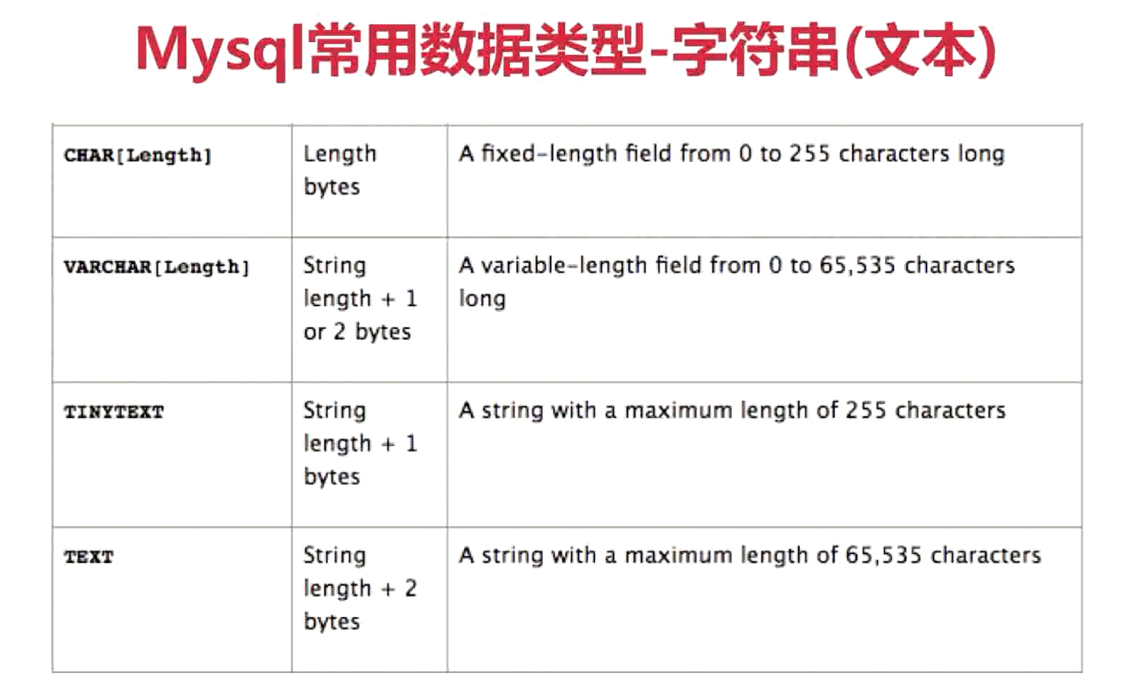 Mysql常用数据类型-字符串(文本)
CHAR[Length]
Length
bytes
A fixed-length field from 0 to 255 characters long
VARCHAR[Length]
String
length + 1
or 2 bytes
A variable-length field from 0 to 65,535 characters
long
TINYTEXT
String
length + 1
bytes
A string with a maximum length of 255 characters
TEXT
String
length + 2
bytes
A string with a maximum length of 65,535 characters